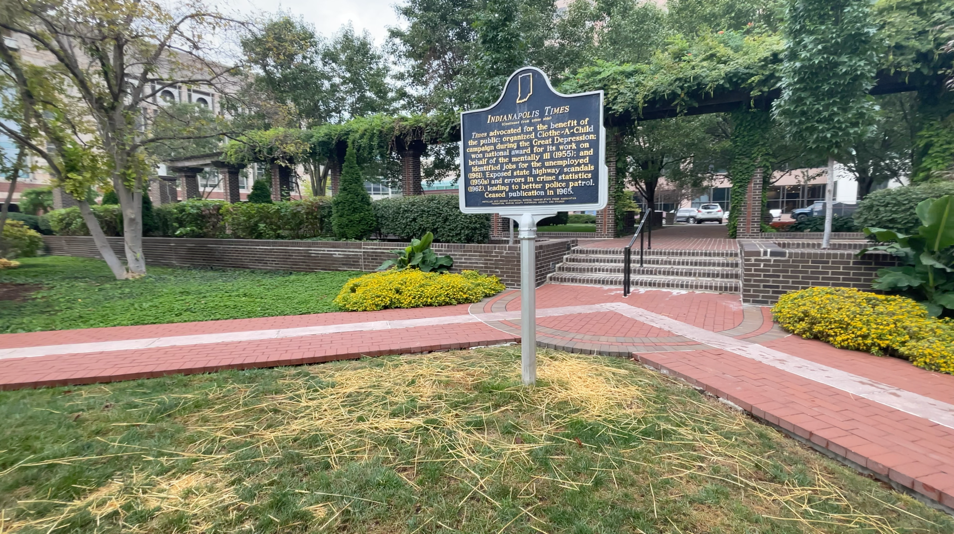 INDIANAPOLIS TIMES
Times advocated for the benefit of
the public; organized Clothe-A-Child
campaign during the Great Depression;
won national award for its work on
behalf of the mentally ill (1955); and
identified jobs for the unemployed
(1961). Exposed state highway scandals
(1950s) and errors in crime statistics
(1962), leading to better police patrol.
Ceased publication in 1965.